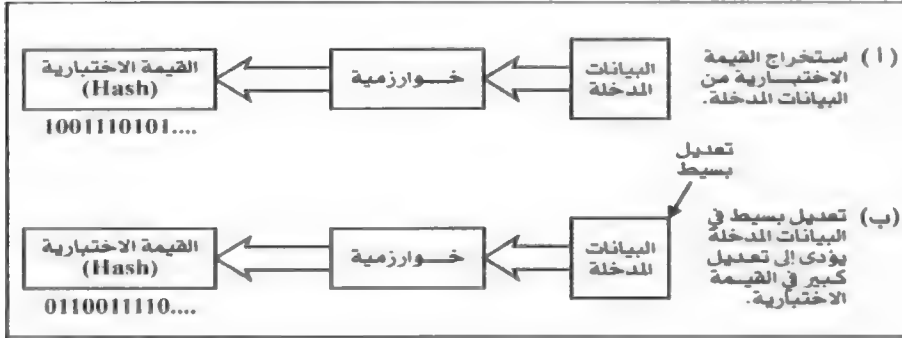 (أ) استخراج القيمة
الاختبارية من
البيانات المدخلة.
البيانات
المدخلة
خوارزمية
القيمة الاختبارية
(Hash)
1001110101....
تعديل
بسيط
(ب) تعديل بسيط في
البيانات المدخلة
يؤدى إلى تعديل
كبير في القيمة
الاختبارية.
البيانات
المدخلة
خوارزمية
القيمة الاختبارية
(Hash)
0110011110....